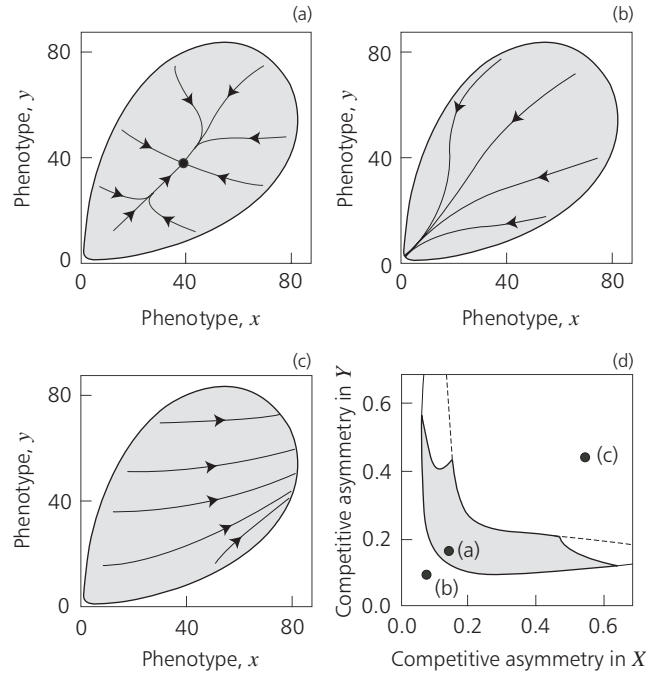 (a)
80
40
0
0 40 80
Phenotype, y
Phenotype, x
(b)
80
40
0
0 40 80
Phenotype, y
Phenotype, x
(c)
80
40
0
0 40 80
Phenotype, y
Phenotype, x
(d)
0.6
0.4
0.2
0.0
0.0 0.2 0.4 0.6
(c)
(a)
(b)
Competitive asymmetry in Y
Competitive asymmetry in X